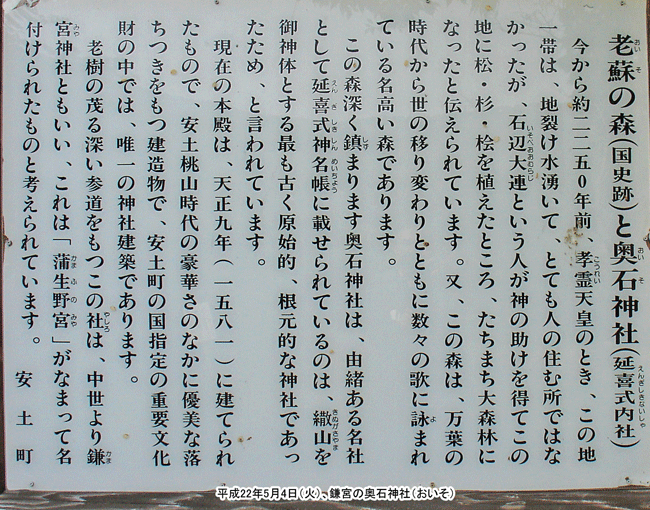 老蘇の森(国史跡)と奥石神社(延喜式内社)
今から約二二五0年前、孝霊天皇のとき、この地
一帯は、地裂け水湧いて、とても人の住む所ではな
かったが、石辺大連という人が神の助けを得てこの
地に松・杉・桧を植えたところ、たちまち大森林に
なったと伝えられています。又、この森は、万葉の
時代から世の移り変わりとともに数々の歌に詠まれ
ている名高い森であります。
この森深く鎮まります奥石神社は、由緒ある名社
として延喜式神名帳に載せられているのは、繖山を
御神体とする最も古く原始的、根元的な神社であっ
たため、と言われています。
現在の本殿は、天正九年(一五八一)に建てられ
たもので、安土桃山時代の豪華さのなかに優美な落
ちつきをもつ建造物で、安土町の国指定の重要文化
財の中では、唯一の神社建築であります。
老樹の茂る深い参道をもつこの社は、中世より鎌
宮神社ともいい、これは「蒲生野宮」がなまって名
付けられたものと考えられています。 安土町
平成22年5月4日(火)、鎌宮の奥石神社(おいそ)